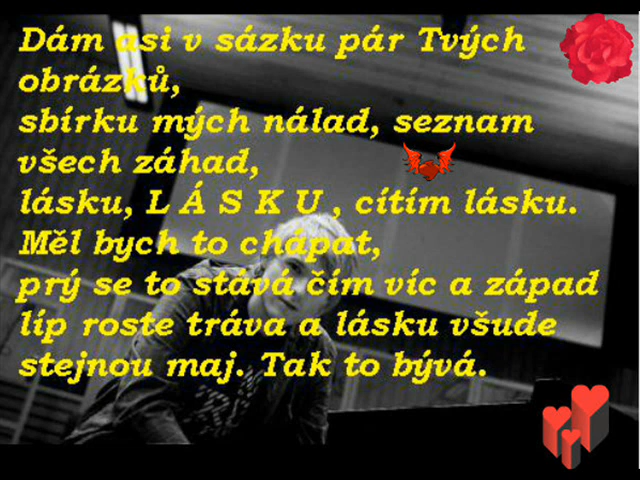 Dám asi v sázku pár Tvých
obrázků,
sbírku mých nálad, seznam
všech záhad,
lásku, L Á S K U , cítím lásku.
Měl bych to chápat,
prý se to stává čím víc a západ
líp roste tráva a lásku všude
stejnou maj. Tak to bývá.